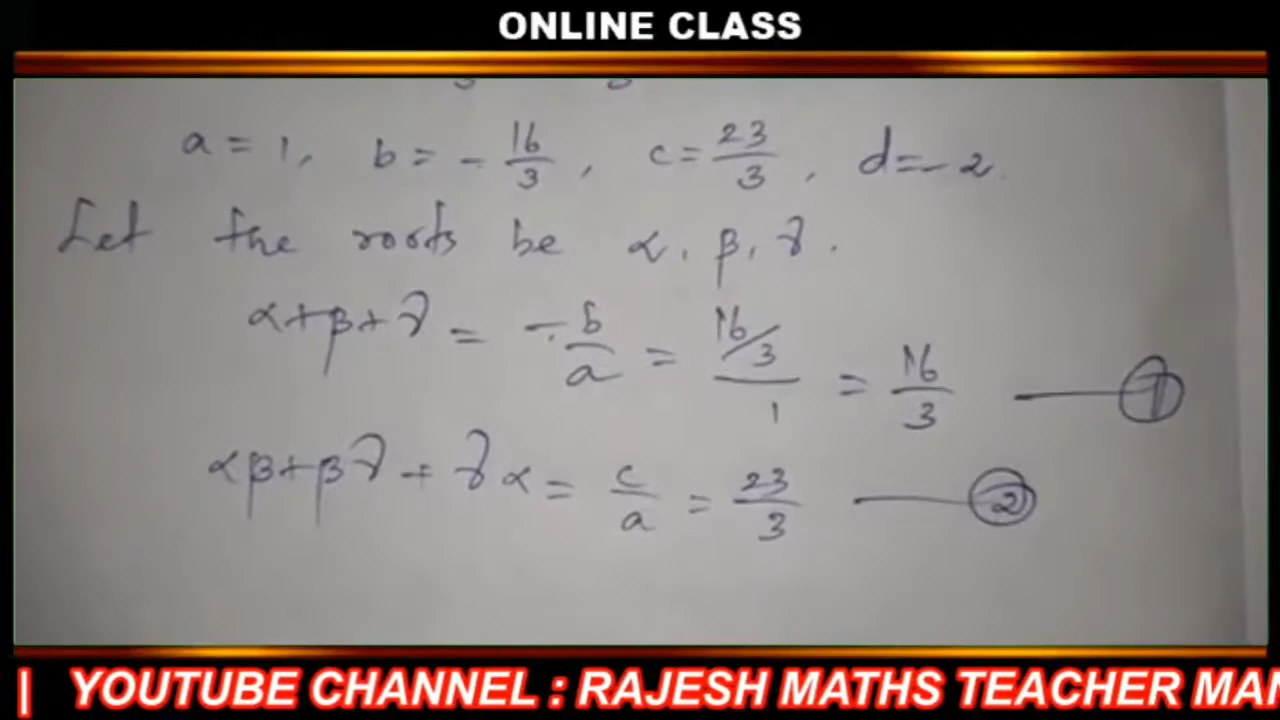 ONLINE CLASS
a = 1, b = -16/3, c = 23/3, d = -2.
Let the roots be α, β, γ.
α+β+γ = -b/a = (16/3)/1 = 16/3 —— ①
αβ+βγ+γα = c/a = 23/3 —— ②
| YOUTUBE CHANNEL : RAJESH MATHS TEACHER MAN